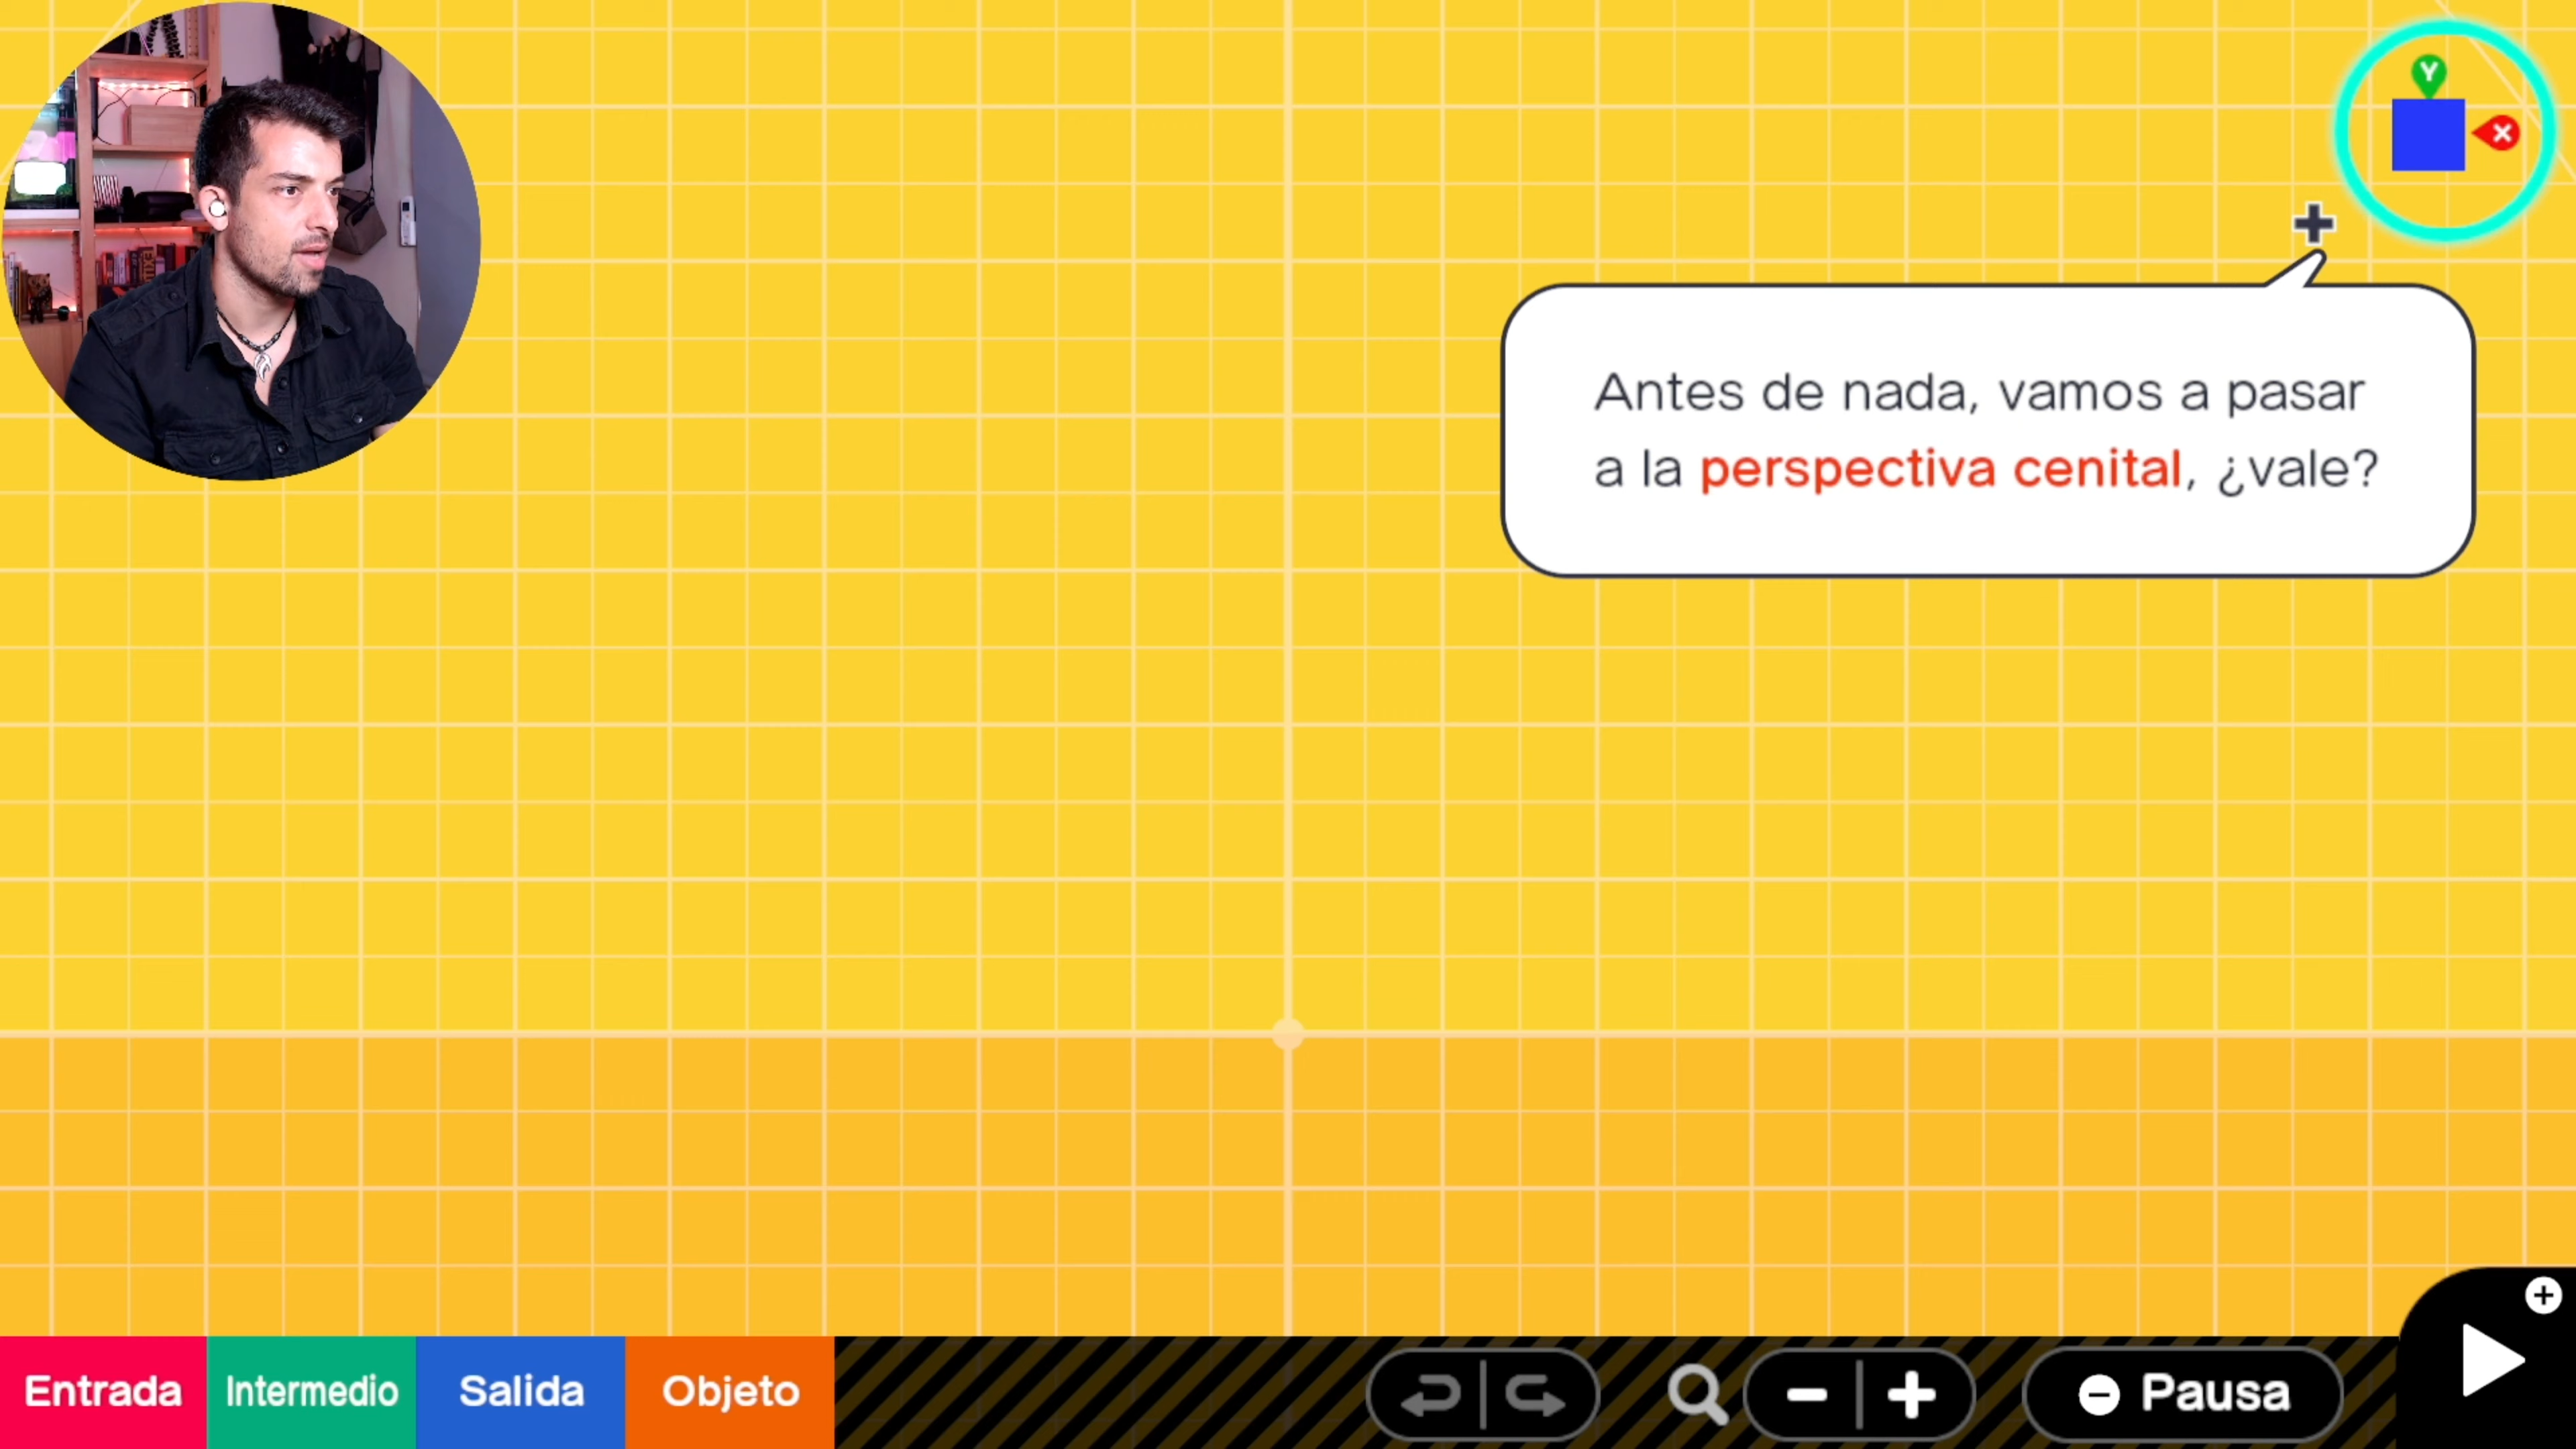 Y
X
Antes de nada, vamos a pasar
a la perspectiva cenital, ¿vale?
Entrada
Intermedio
Salida
Objeto
Pausa